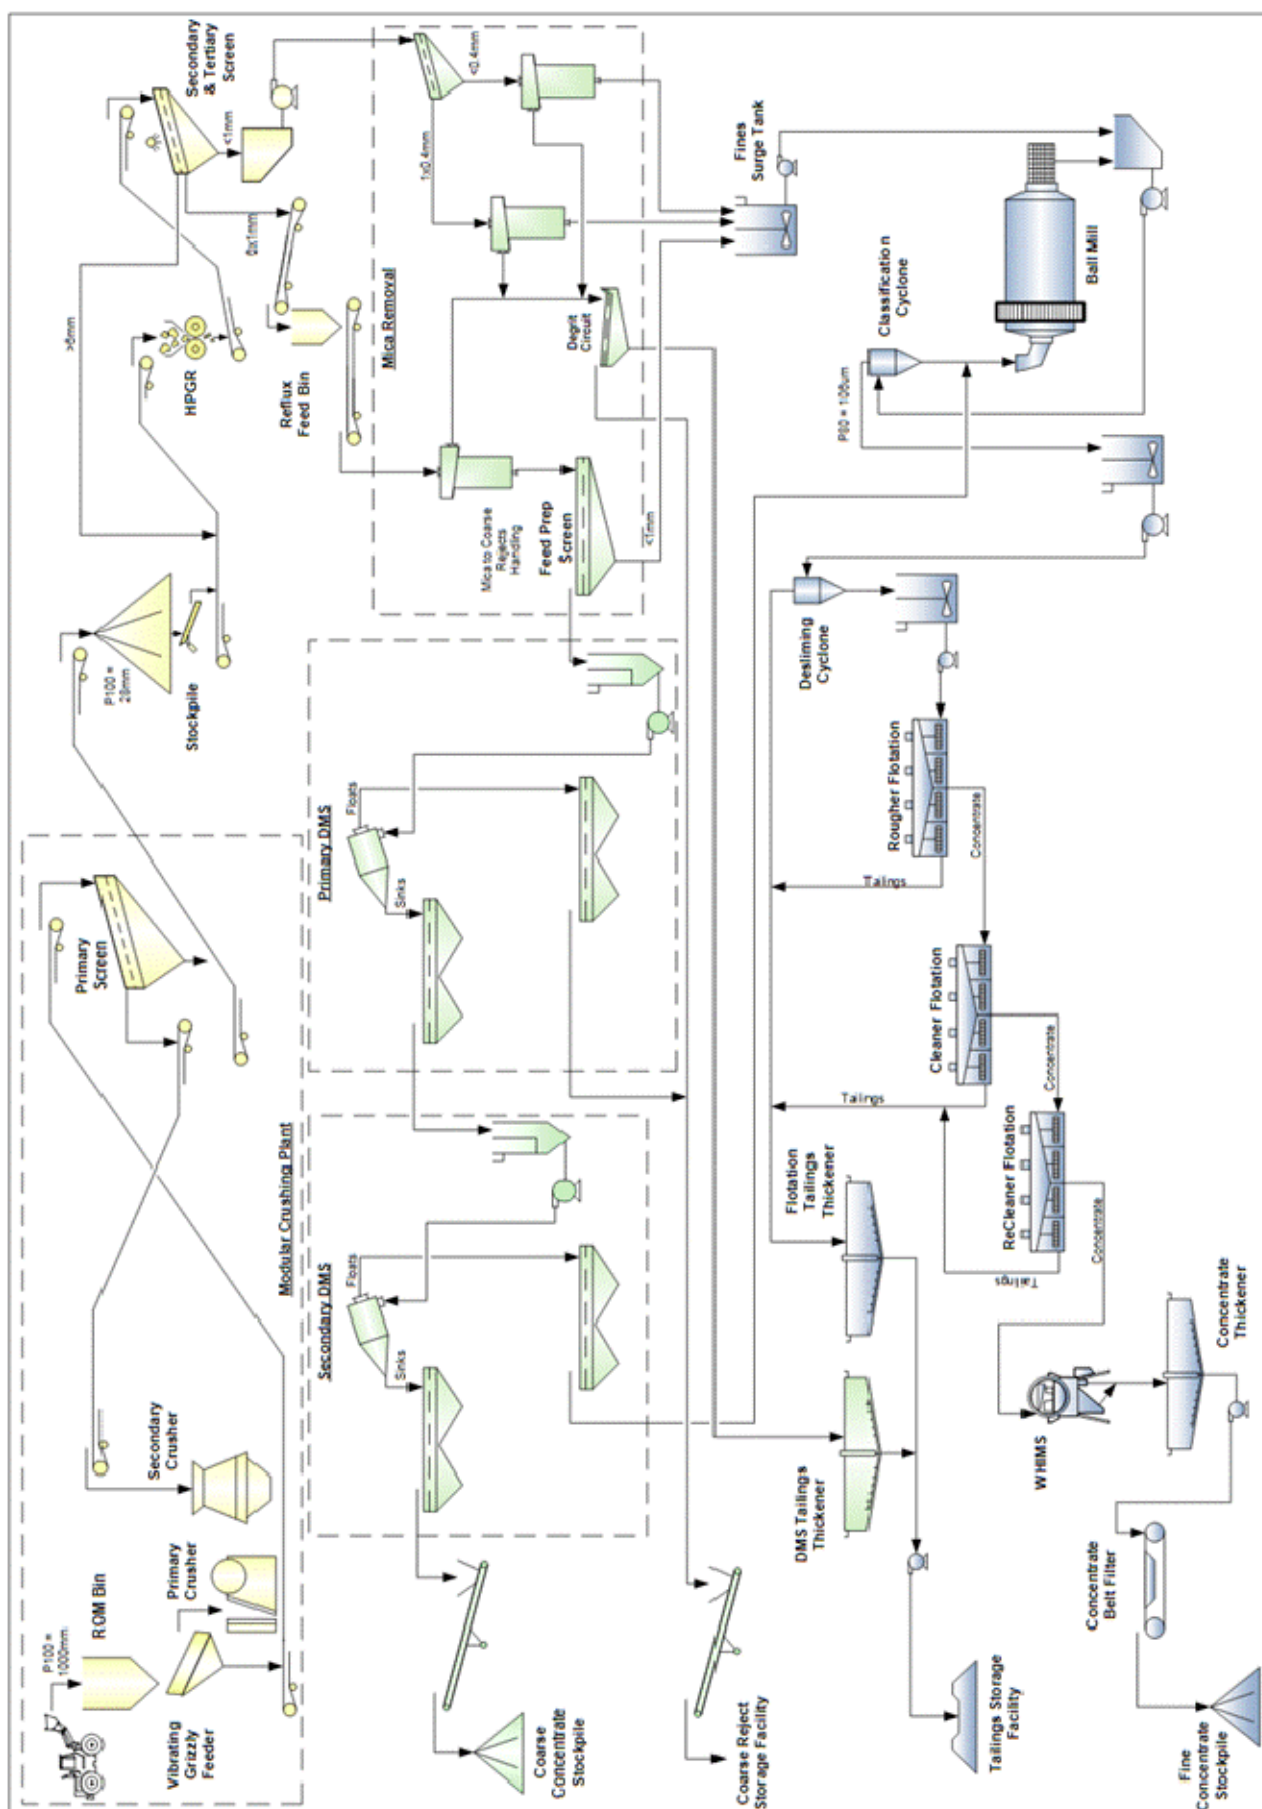 P100 =
1000mm
ROM Bin
Vibrating
Grizzly
Feeder
Primary
Crusher
Secondary
Crusher
Modular Crushing Plant
Primary
Screen
P100 =
28mm
Stockpile
>6mm
HPGR
Secondary
& Tertiary
Screen
<1mm
6x1mm
Reflux
Feed Bin
Mica Removal
<0.4mm
1x0.4mm
Degrit
Circuit
Mica to Coarse
Rejects
Handling
Feed Prep
Screen
<1mm
Primary DMS
Floats
Sinks
Secondary DMS
Floats
Sinks
Coarse
Concentrate
Stockpile
Coarse Reject
Storage Facility
Fines
Surge Tank
Ball Mill
Classification
Cyclone
P80 = 106um
Desliming
Cyclone
Rougher Flotation
Concentrate
Tailings
Cleaner Flotation
Concentrate
Tailings
ReCleaner Flotation
Concentrate
Tailings
Flotation
Tailings
Thickener
DMS Tailings
Thickener
Tailings Storage
Facility
WHIMS
Concentrate
Thickener
Concentrate
Belt Filter
Fine
Concentrate
Stockpile